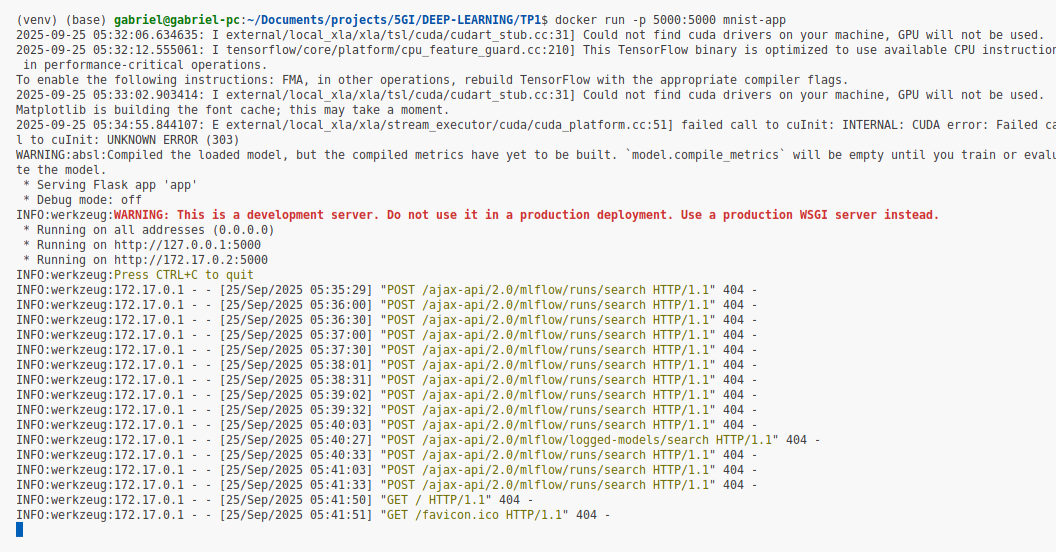 (venv) (base) gabriel@gabriel-pc:~/Documents/projects/5GI/DEEP-LEARNING/TP1$ docker run -p 5000:5000 mnist-app
2025-09-25 05:32:06.634635: I external/local_xla/xla/tsl/cuda/cudart_stub.cc:31] Could not find cuda drivers on your machine, GPU will not be used.
2025-09-25 05:32:12.555061: I tensorflow/core/platform/cpu_feature_guard.cc:210] This TensorFlow binary is optimized to use available CPU instruction
 in performance-critical operations.
To enable the following instructions: FMA, in other operations, rebuild TensorFlow with the appropriate compiler flags.
2025-09-25 05:33:02.903414: I external/local_xla/xla/tsl/cuda/cudart_stub.cc:31] Could not find cuda drivers on your machine, GPU will not be used.
Matplotlib is building the font cache; this may take a moment.
2025-09-25 05:34:55.844107: E external/local_xla/xla/stream_executor/cuda/cuda_platform.cc:51] failed call to cuInit: INTERNAL: CUDA error: Failed ca
l to cuInit: UNKNOWN ERROR (303)
WARNING:absl:Compiled the loaded model, but the compiled metrics have yet to be built. `model.compile_metrics` will be empty until you train or evalu
te the model.
 * Serving Flask app 'app'
 * Debug mode: off
INFO:werkzeug:WARNING: This is a development server. Do not use it in a production deployment. Use a production WSGI server instead.
 * Running on all addresses (0.0.0.0)
 * Running on http://127.0.0.1:5000
 * Running on http://172.17.0.2:5000
INFO:werkzeug:Press CTRL+C to quit
INFO:werkzeug:172.17.0.1 - - [25/Sep/2025 05:35:29] "POST /ajax-api/2.0/mlflow/runs/search HTTP/1.1" 404 -
INFO:werkzeug:172.17.0.1 - - [25/Sep/2025 05:36:00] "POST /ajax-api/2.0/mlflow/runs/search HTTP/1.1" 404 -
INFO:werkzeug:172.17.0.1 - - [25/Sep/2025 05:36:30] "POST /ajax-api/2.0/mlflow/runs/search HTTP/1.1" 404 -
INFO:werkzeug:172.17.0.1 - - [25/Sep/2025 05:37:00] "POST /ajax-api/2.0/mlflow/runs/search HTTP/1.1" 404 -
INFO:werkzeug:172.17.0.1 - - [25/Sep/2025 05:37:30] "POST /ajax-api/2.0/mlflow/runs/search HTTP/1.1" 404 -
INFO:werkzeug:172.17.0.1 - - [25/Sep/2025 05:38:01] "POST /ajax-api/2.0/mlflow/runs/search HTTP/1.1" 404 -
INFO:werkzeug:172.17.0.1 - - [25/Sep/2025 05:38:31] "POST /ajax-api/2.0/mlflow/runs/search HTTP/1.1" 404 -
INFO:werkzeug:172.17.0.1 - - [25/Sep/2025 05:39:02] "POST /ajax-api/2.0/mlflow/runs/search HTTP/1.1" 404 -
INFO:werkzeug:172.17.0.1 - - [25/Sep/2025 05:39:32] "POST /ajax-api/2.0/mlflow/runs/search HTTP/1.1" 404 -
INFO:werkzeug:172.17.0.1 - - [25/Sep/2025 05:40:03] "POST /ajax-api/2.0/mlflow/runs/search HTTP/1.1" 404 -
INFO:werkzeug:172.17.0.1 - - [25/Sep/2025 05:40:27] "POST /ajax-api/2.0/mlflow/logged-models/search HTTP/1.1" 404 -
INFO:werkzeug:172.17.0.1 - - [25/Sep/2025 05:40:33] "POST /ajax-api/2.0/mlflow/runs/search HTTP/1.1" 404 -
INFO:werkzeug:172.17.0.1 - - [25/Sep/2025 05:41:03] "POST /ajax-api/2.0/mlflow/runs/search HTTP/1.1" 404 -
INFO:werkzeug:172.17.0.1 - - [25/Sep/2025 05:41:33] "POST /ajax-api/2.0/mlflow/runs/search HTTP/1.1" 404 -
INFO:werkzeug:172.17.0.1 - - [25/Sep/2025 05:41:50] "GET / HTTP/1.1" 404 -
INFO:werkzeug:172.17.0.1 - - [25/Sep/2025 05:41:51] "GET /favicon.ico HTTP/1.1" 404 -